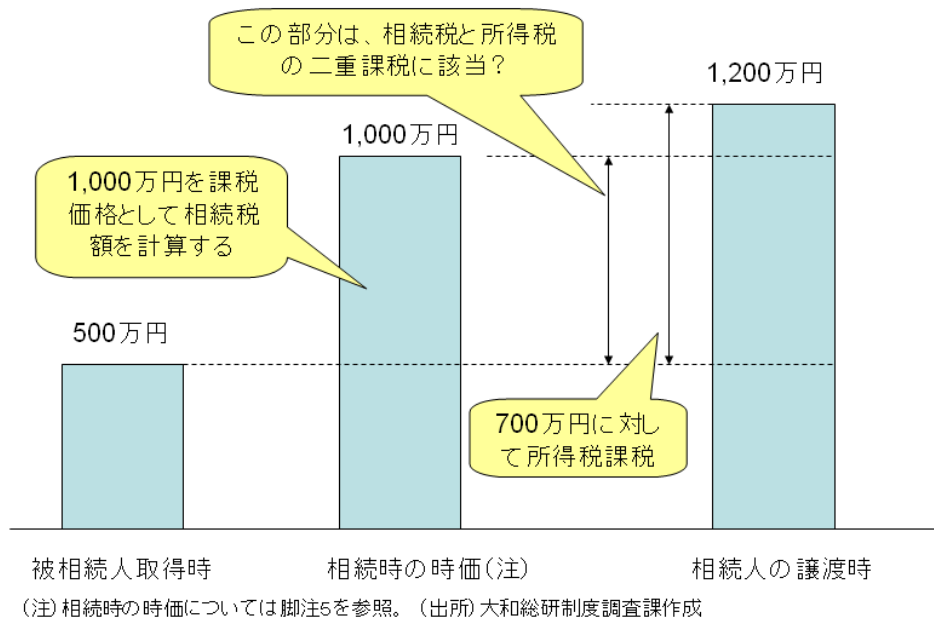 この部分は、相続税と所得税
の二重課税に該当？
1,200万円
1,000万円
1,000万円を課税
価格として相続税
額を計算する
500万円
700万円に対し
て所得税課税
被相続人取得時
相続時の時価(注)
相続人の譲渡時
(注)相続時の時価については脚注5を参照。 (出所)大和総研制度調査課作成